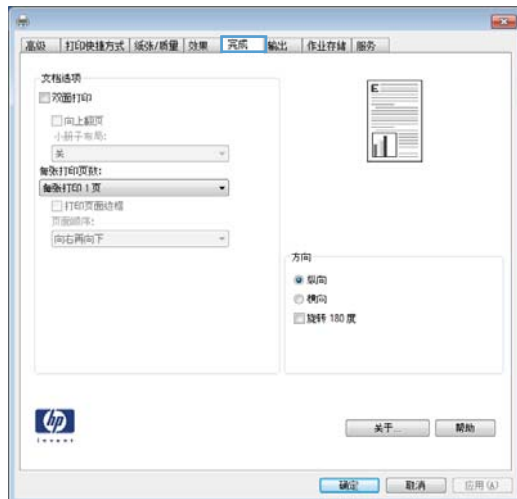 高级 打印快捷方式 纸张/质量 效果 完成 输出 作业存储 服务
文档选项
双面打印
向上翻页
小册子布局:
关
每张打印页数:
每张打印 1 页
打印页面边框
页面顺序:
向右再向下
E
方向
纵向
横向
旋转 180 度
hp
invent
关于... 帮助
确定 取消 应用(A)